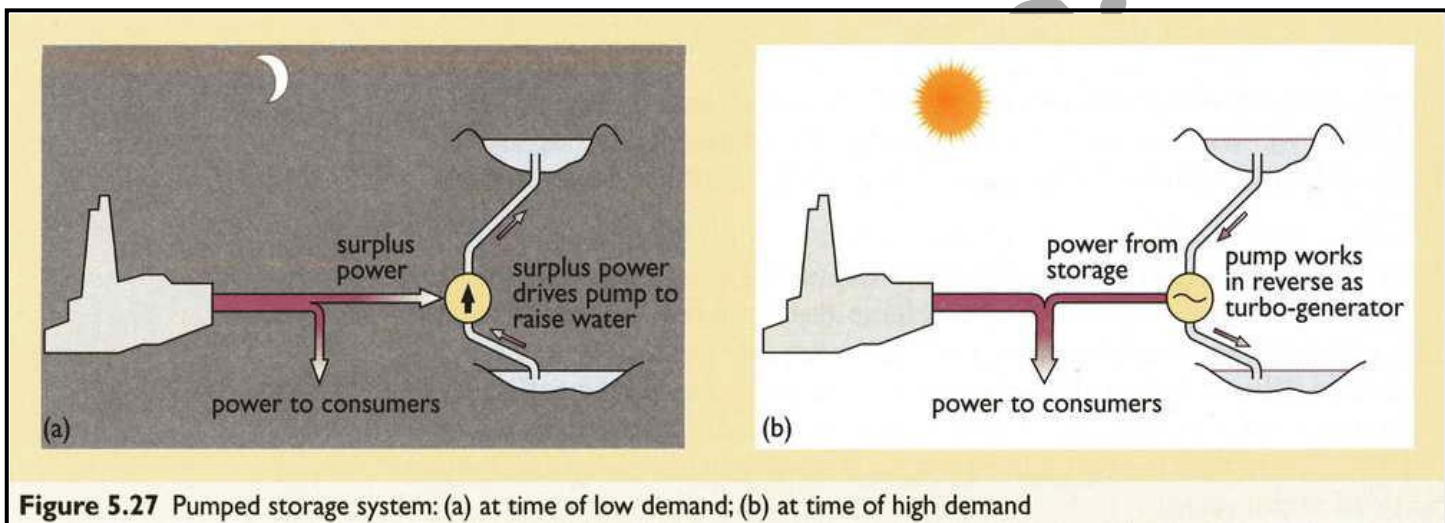 surplus
power
surplus power
drives pump to
raise water
power to consumers
(a)
power from
storage
pump works
in reverse as
turbo-generator
power to consumers
(b)
Figure 5.27 Pumped storage system: (a) at time of low demand; (b) at time of high demand